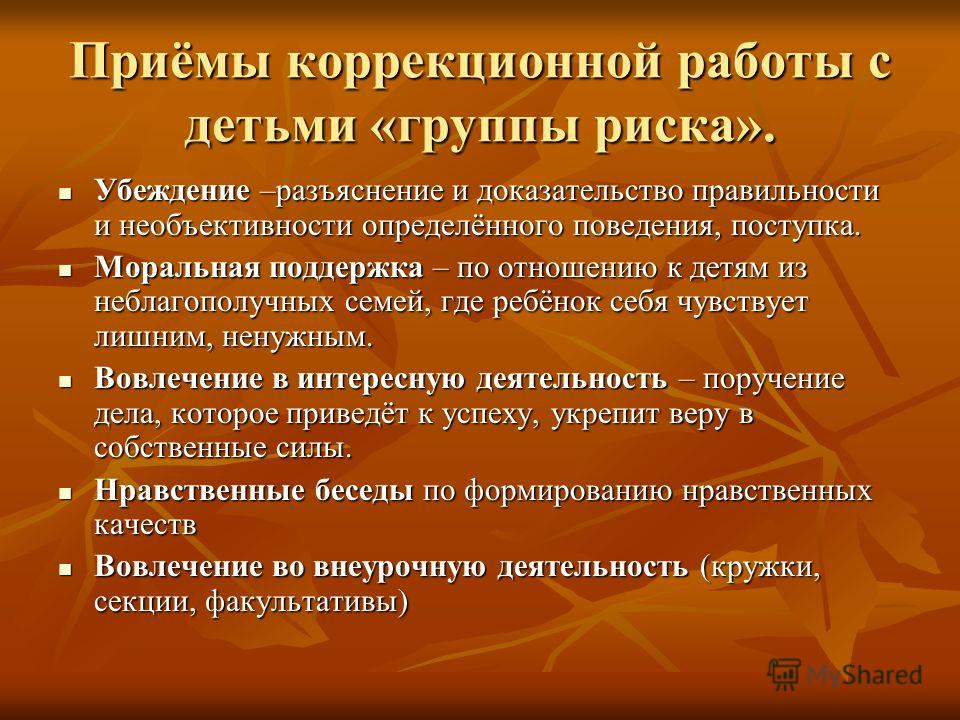 Приёмы коррекционной работы с
детьми «группы риска».
Убеждение –разъяснение и доказательство правильности
и необъективности определённого поведения, поступка.
Моральная поддержка – по отношению к детям из
неблагополучных семей, где ребёнок себя чувствует
лишним, ненужным.
Вовлечение в интересную деятельность – поручение
дела, которое приведёт к успеху, укрепит веру в
собственные силы.
Нравственные беседы по формированию нравственных
качеств
Вовлечение во внеурочную деятельность (кружки,
секции, факультативы)
MyShared